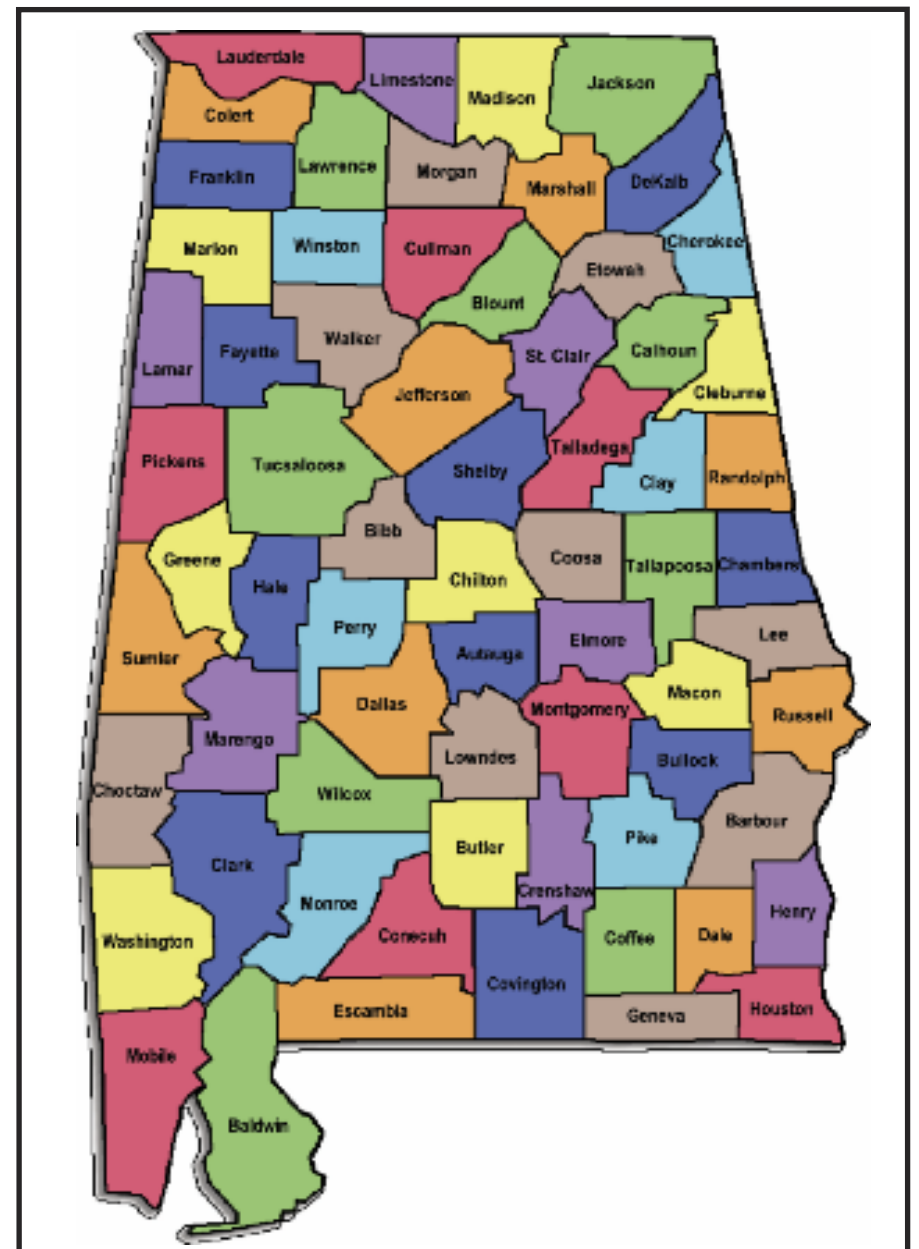 Lauderdale
Limestone
Madison
Jackson
Colert
Lawrence
Morgan
Franklin
Marshall
DeKalb
Cherokee
Marion
Winston
Cullman
Etowah
Blount
Walker
Lamar
Fayette
St. Clair
Calhoun
Jefferson
Cleburne
Pickens
Tucsaloosa
Shelby
Talladega
Clay
Randolph
Bibb
Greene
Hale
Chilton
Coosa
Tallapoosa
Chambers
Perry
Autauga
Elmore
Lee
Sumter
Dallas
Montgomery
Macon
Russell
Marengo
Lowndes
Bullock
Choctaw
Wilcox
Butler
Pike
Barbour
Clark
Crenshaw
Monroe
Washington
Conecuh
Coffee
Dale
Henry
Covington
Escambia
Geneva
Houston
Mobile
Baldwin